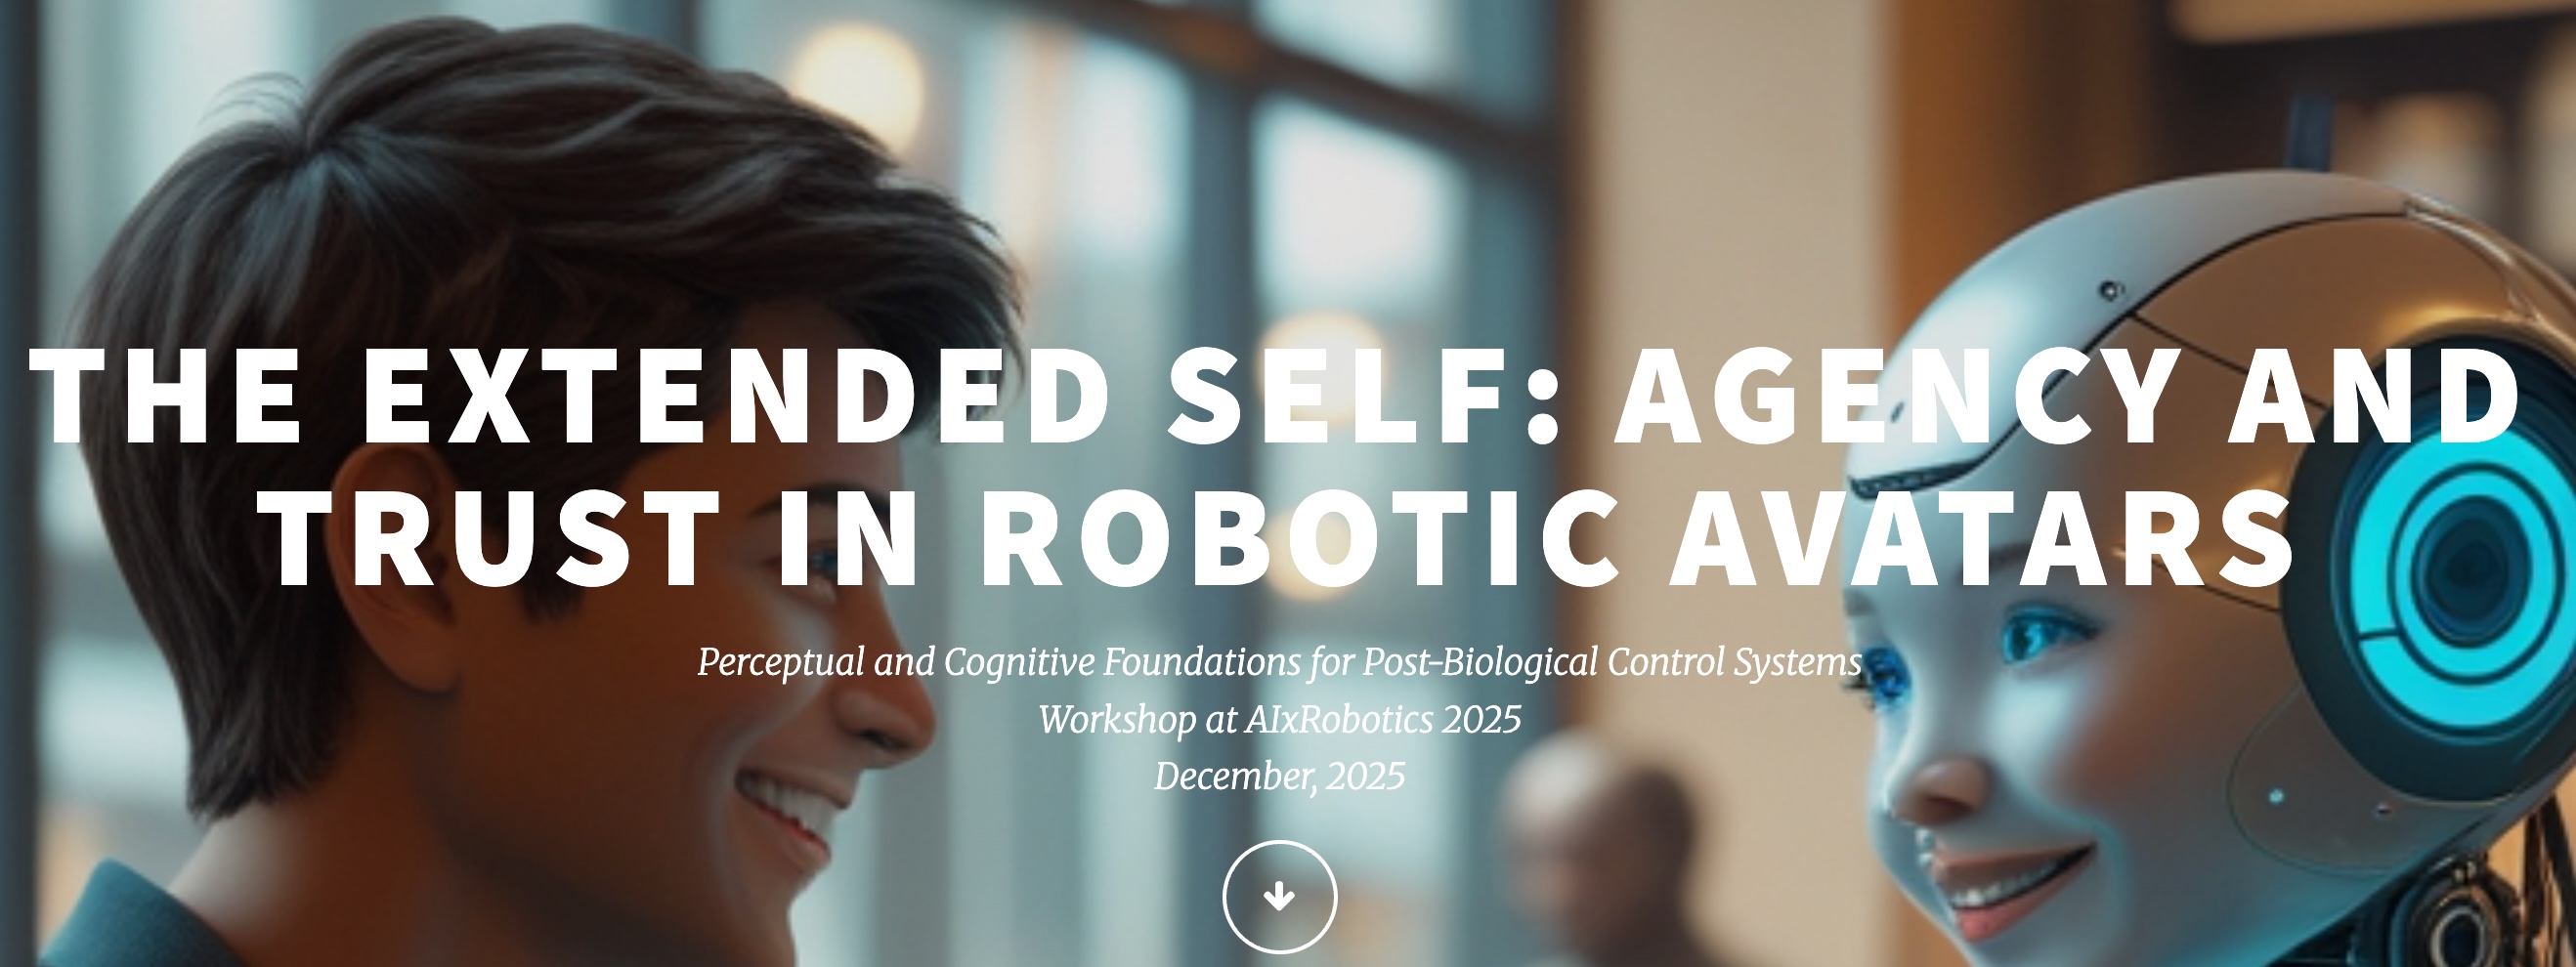 THE EXTENDED SELF: AGENCY AND
TRUST IN ROBOTIC AVATARS
Perceptual and Cognitive Foundations for Post-Biological Control Systems
Workshop at AIxRobotics 2025
December, 2025